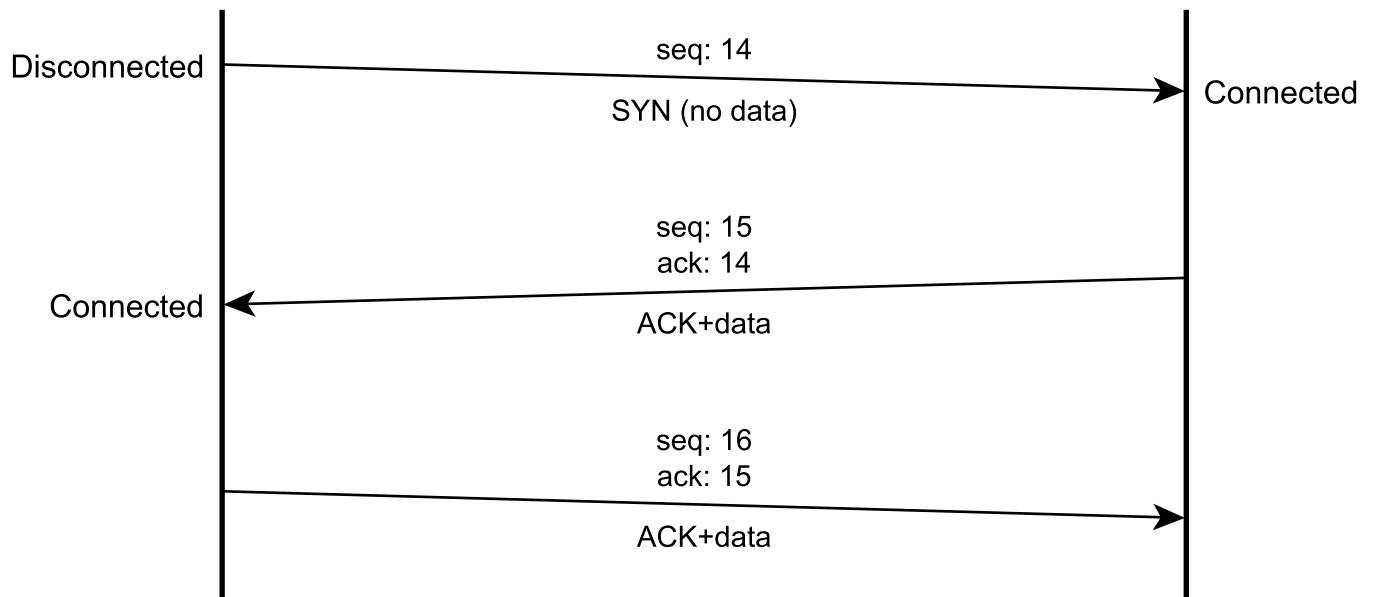 seq: 14
Disconnected
Connected
SYN (no data)
seq: 15
ack: 14
Connected
ACK+data
seq: 16
ack: 15
ACK+data